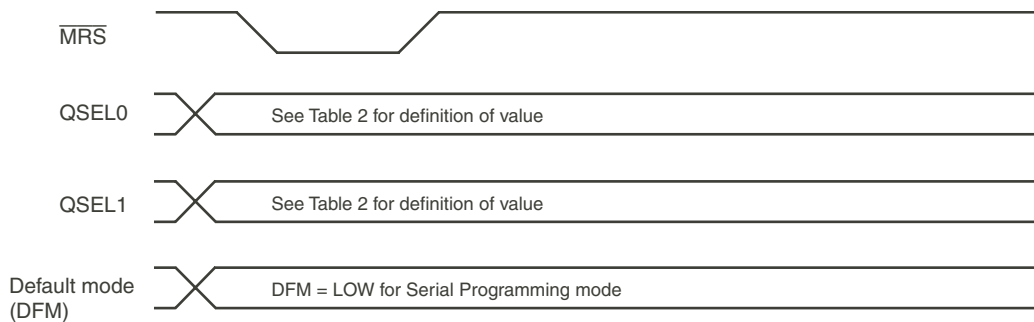 MRS
QSEL0
See Table 2 for definition of value
QSEL1
See Table 2 for definition of value
Default mode
(DFM)
DFM = LOW for Serial Programming mode